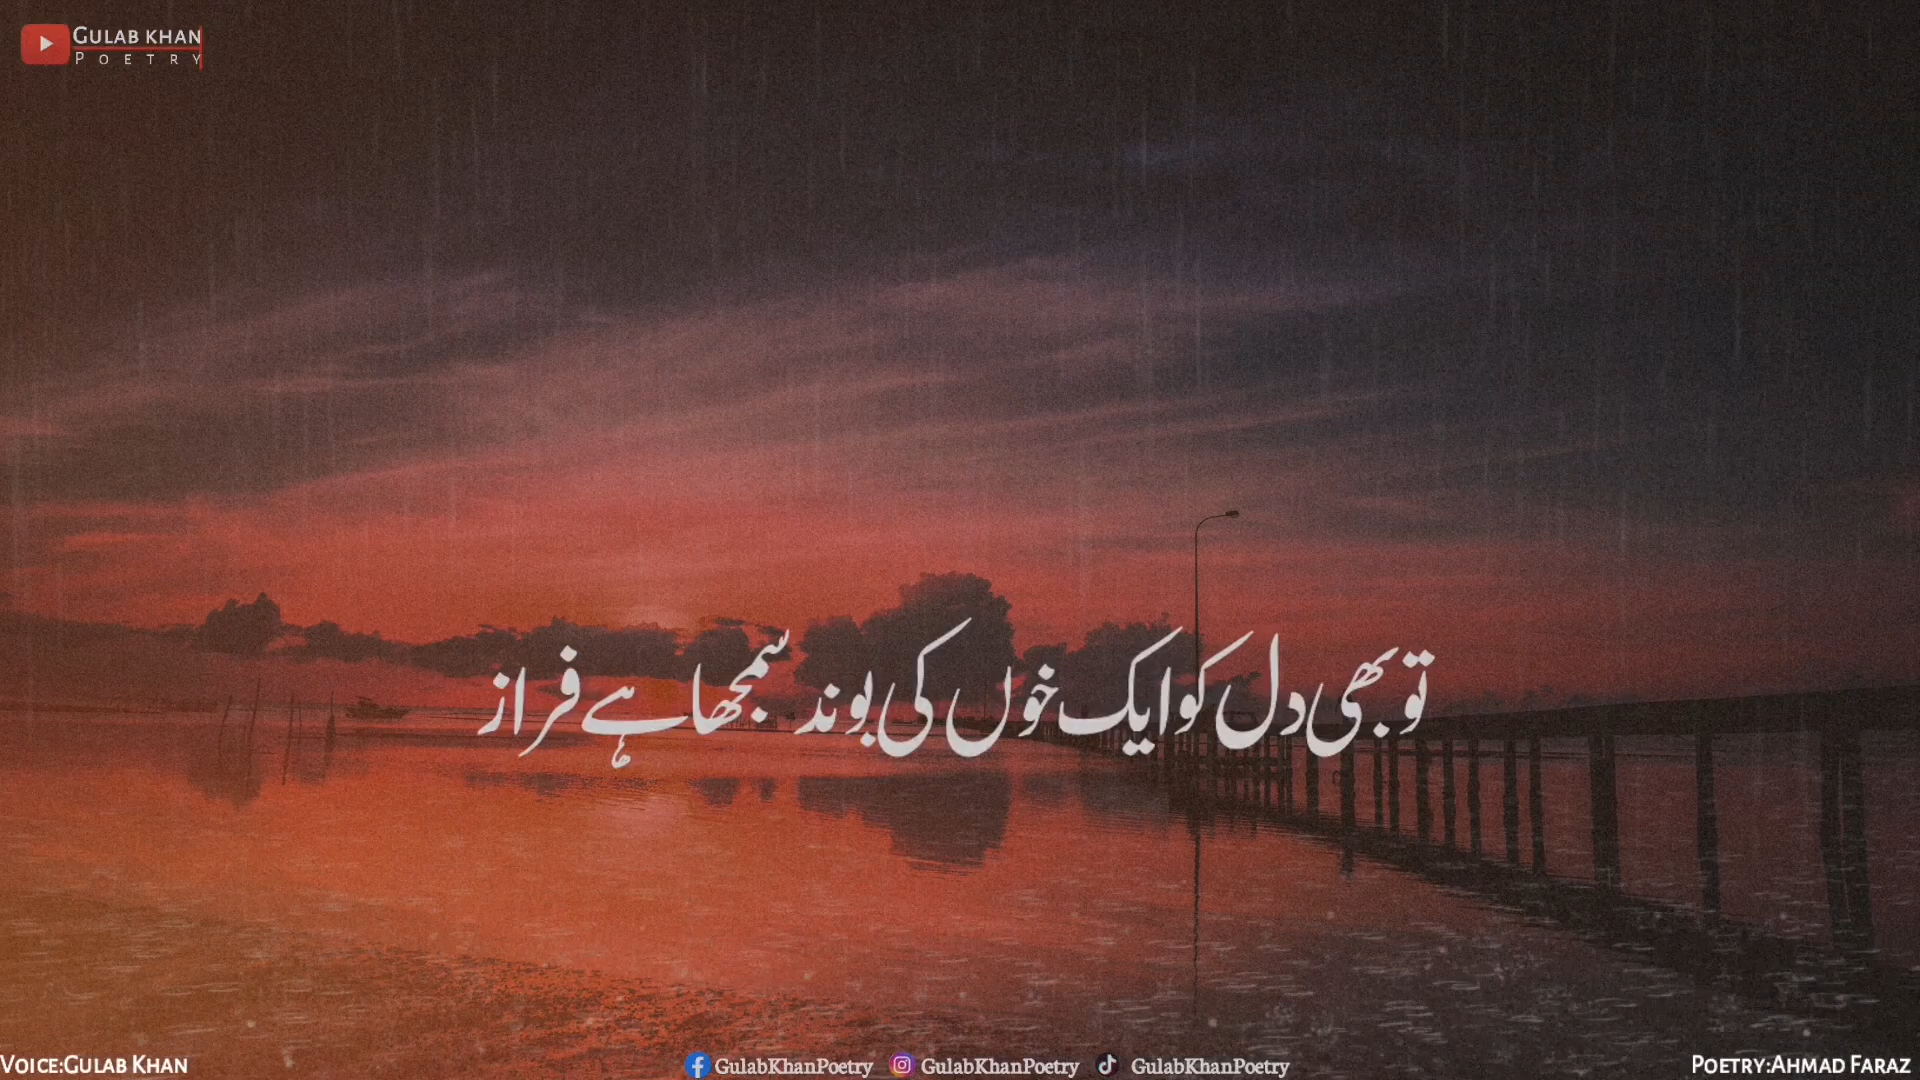 GULAB KHAN
POETRY
تو بھی دل کو ایک خوں کی بوند سمجھا ہے فراز
VOICE:GULAB KHAN
GulabKhanPoetry GulabKhanPoetry GulabKhanPoetry
POETRY:AHMAD FARAZ